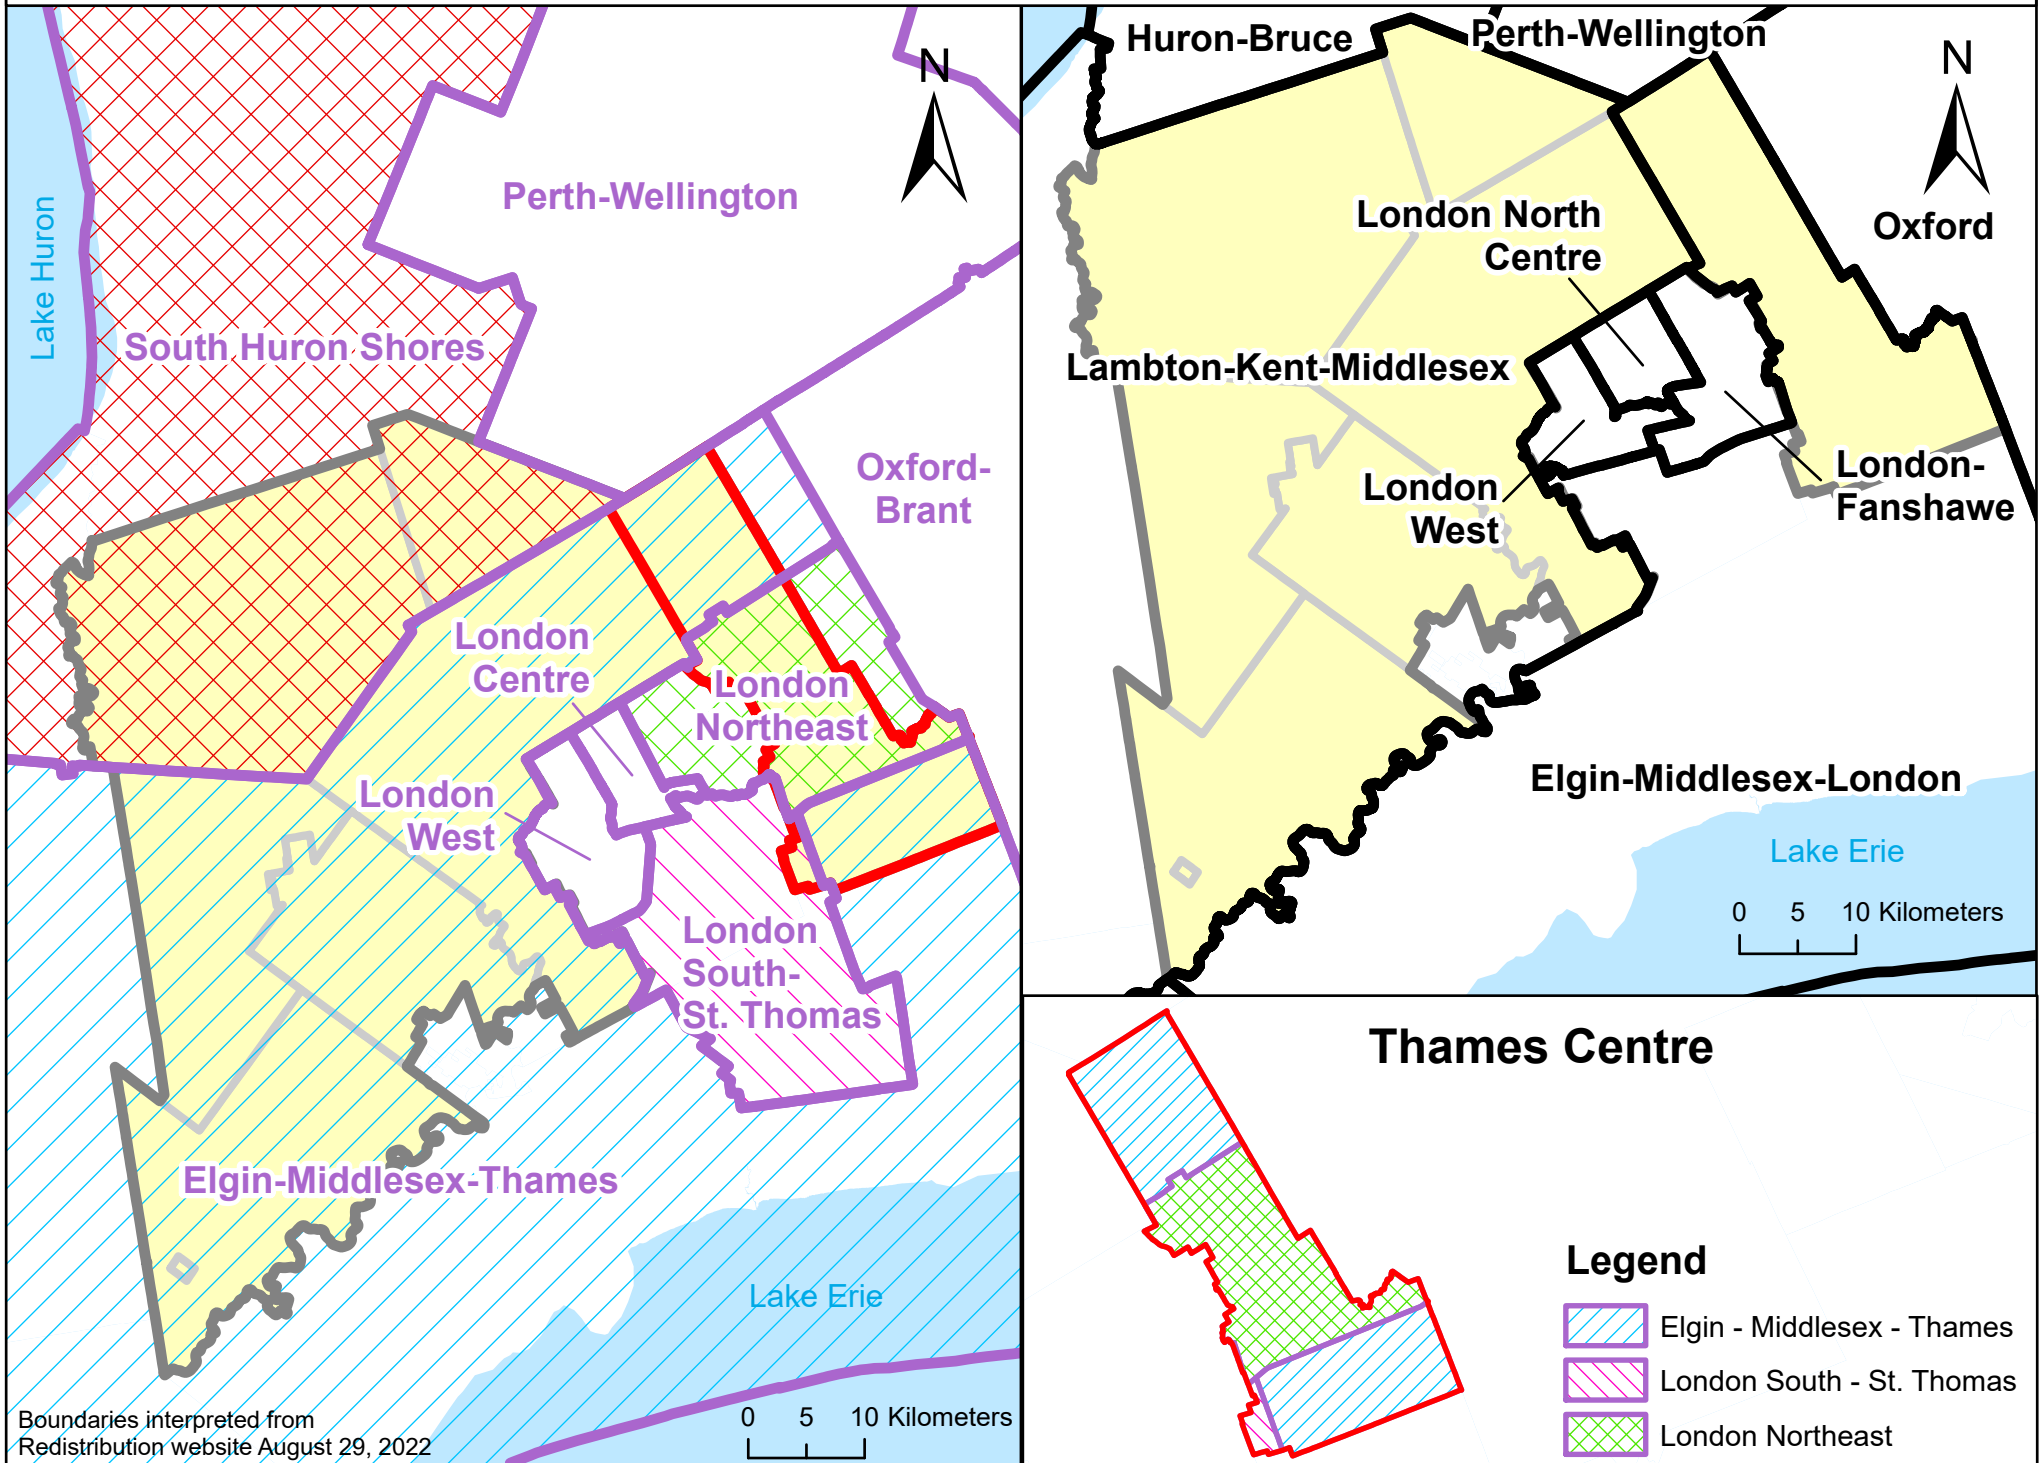 N
Perth-Wellington
Lake Huron
South Huron Shores
Oxford-
Brant
London
Centre
London
Northeast
London
West
London
South-
St. Thomas
Elgin-Middlesex-Thames
Lake Erie
Boundaries interpreted from
Redistribution website August 29, 2022
0 5 10 Kilometers
Huron-Bruce
Perth-Wellington
N
London North
Centre
Oxford
Lambton-Kent-Middlesex
London
West
London-
Fanshawe
Elgin-Middlesex-London
Lake Erie
0 5 10 Kilometers
Thames Centre
Legend
Elgin - Middlesex - Thames
London South - St. Thomas
London Northeast